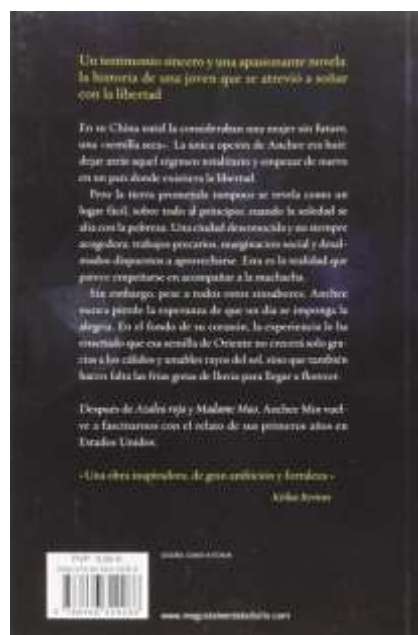 Un testimonio sincero y una apasionante novela:
la historia de una joven que se atrevió a soñar
con la libertad
En su China natal la consideraban una mujer sin futuro,
una «semilla seca». La única opción de Anchee era huir,
dejar atrás aquel régimen totalitario y empezar de nuevo
en un país donde existiera la libertad.
Pero la tierra prometida tampoco se revela como un
lugar fácil, sobre todo al principio, cuando la soledad se
alía con la pobreza. Una ciudad desconocida y no siempre
acogedora, trabajos precarios, marginación social y desal-
mados dispuestos a aprovecharse. Esta es la realidad que
parece empeñarse en acompañar a la muchacha.
Sin embargo, pese a todos estos sinsabores, Anchee
nunca pierde la esperanza de que un día se imponga la
alegría. En el fondo de su corazón, la experiencia le ha
enseñado que esa semilla de Oriente no crecerá solo gra-
cias a los cálidos y amables rayos del sol, sino que también
hacen falta las frías gotas de lluvia para llegar a florecer.
Después de Azalea roja y Madame Mao, Anchee Min vuel-
ve a fascinarnos con el relato de sus primeros años en
Estados Unidos.
«Una obra inspiradora, de gran ambición y fortaleza.»
Kirkus Reviews
PVP
www.megustaleerdebolsillo.com